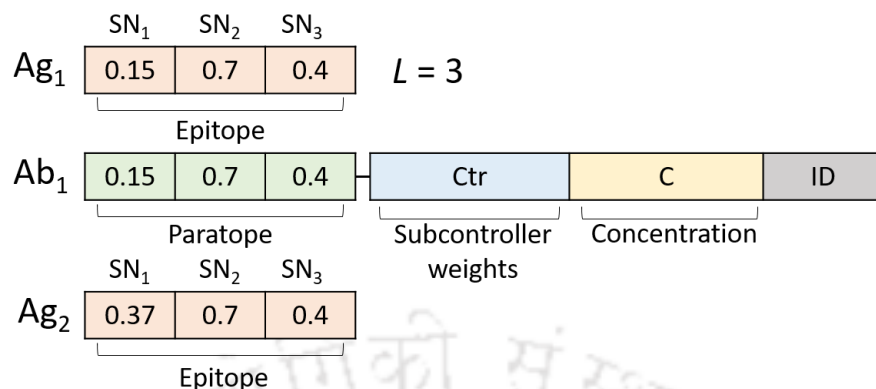 SN1 SN2 SN3
Ag1 0.15 0.7 0.4 L = 3
Epitope
Ab1 0.15 0.7 0.4 Ctr C ID
Paratope Subcontroller weights Concentration
SN1 SN2 SN3
Ag2 0.37 0.7 0.4
Epitope